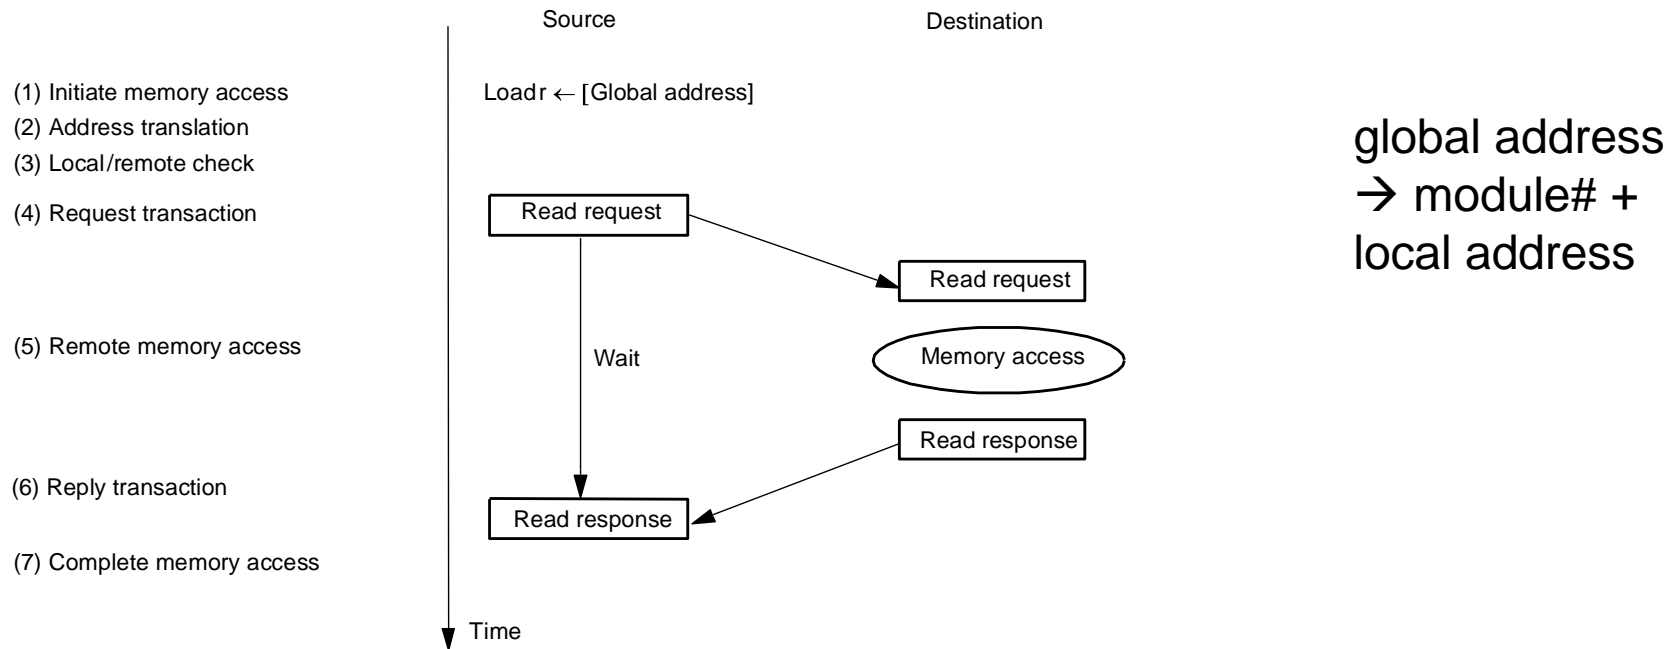 Source
Destination
(1) Initiate memory access
Load r ← [Global address]
(2) Address translation
(3) Local/remote check
(4) Request transaction
Read request
Read request
(5) Remote memory access
Wait
Memory access
Read response
(6) Reply transaction
Read response
(7) Complete memory access
Time
global address
→ module# +
local address